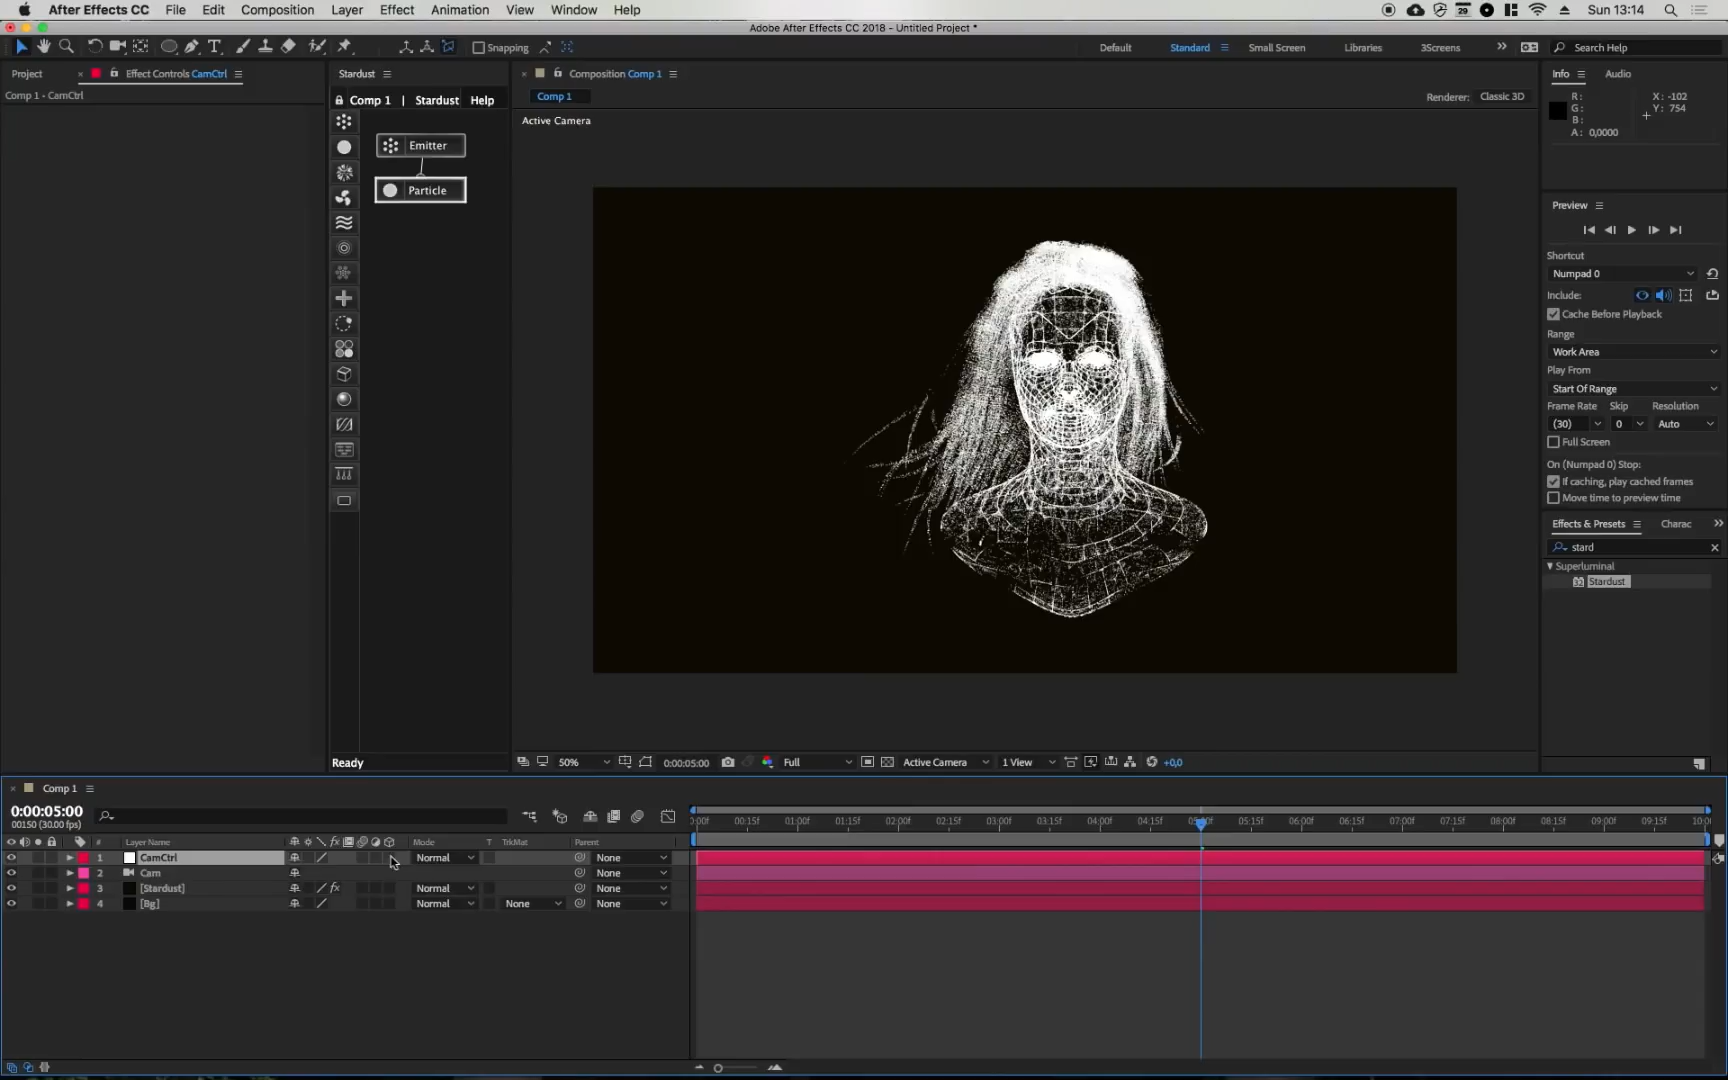 After Effects CC File Edit Composition Layer Effect Animation View Window Help
29 Sun 13:14
Adobe After Effects CC 2018 - Untitled Project *
Snapping
Default Standard Small Screen Libraries 3Screens Search Help
Project Effect Controls CamCtrl
Comp 1 • CamCtrl
Stardust
Comp 1 | Stardust Help
Emitter
Particle
Ready
Composition Comp 1
Comp 1
Renderer: Classic 3D
Active Camera
50% 0:00:05:00 Full Active Camera 1 View +0,0
Info Audio
R: X: -102
G: Y: 754
B:
A: 0,0000
Preview
Shortcut
Numpad 0
Include:
Cache Before Playback
Range
Work Area
Play From
Start Of Range
Frame Rate Skip Resolution
(30) 0 Auto
Full Screen
On (Numpad 0) Stop:
If caching, play cached frames
Move time to preview time
Effects & Presets Charac
stard
Superluminal
32 Stardust
Comp 1
0:00:05:00
00150 (30.00 fps)
:00f 00:15f 01:00f 01:15f 02:00f 02:15f 03:00f 03:15f 04:00f 04:15f 05:00f 05:15f 06:00f 06:15f 07:00f 07:15f 08:00f 08:15f 09:00f 09:15f 10:0
# Layer Name fx Mode T TrkMat Parent
1 CamCtrl Normal None
2 Cam None
3 [Stardust] fx Normal None
4 [Bg] Normal None None